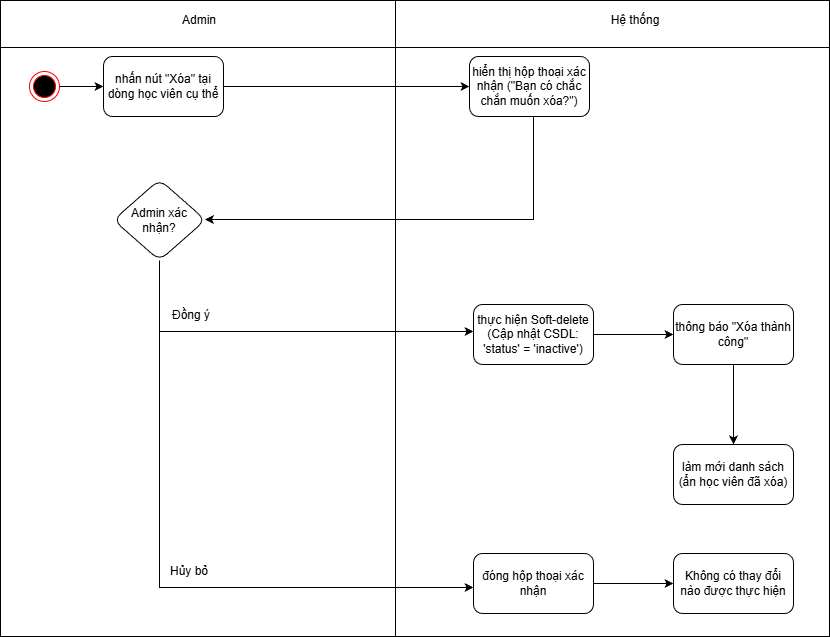 Admin
Hệ thống
nhấn nút "Xóa" tại
dòng học viên cụ thể
hiển thị hộp thoại xác
nhận ("Bạn có chắc
chắn muốn xóa?")
Admin xác
nhận?
Đồng ý
thực hiện Soft-delete
(Cập nhật CSDL:
'status' = 'inactive')
thông báo "Xóa thành
công"
làm mới danh sách
(ẩn học viên đã xóa)
Hủy bỏ
đóng hộp thoại xác
nhận
Không có thay đổi
nào được thực hiện